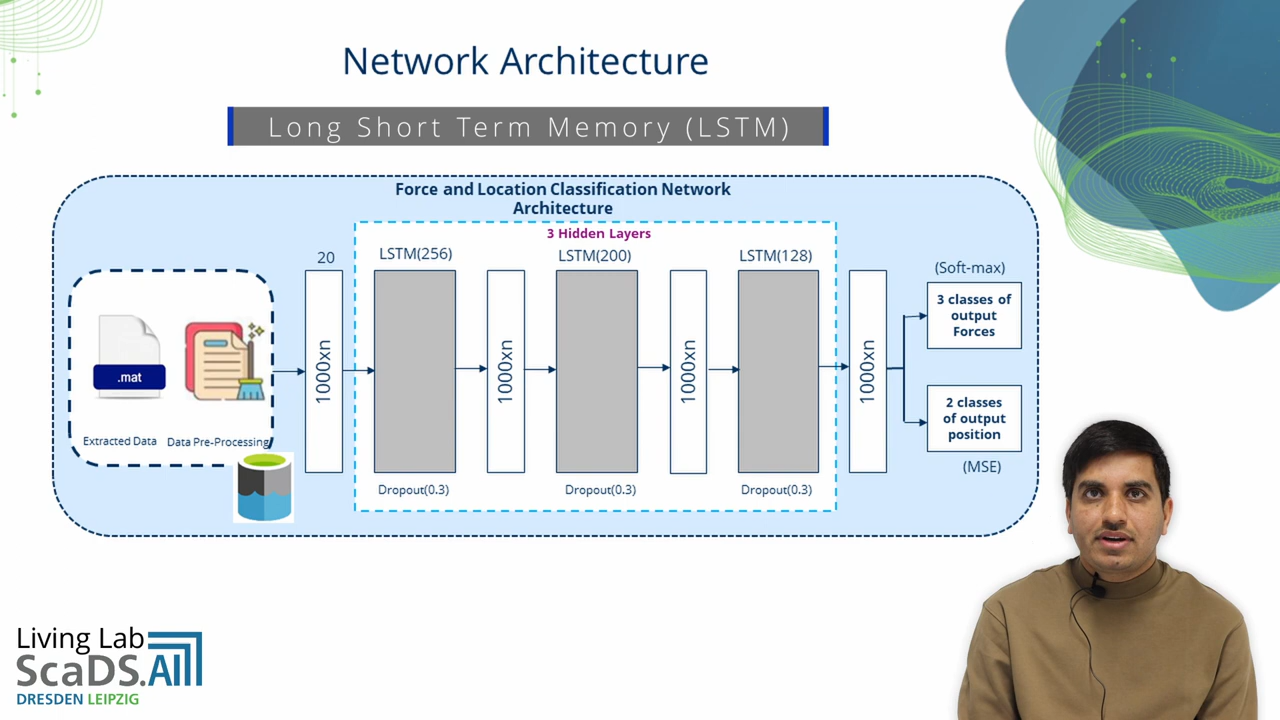 Network Architecture
Long Short Term Memory (LSTM)
Force and Location Classification Network
Architecture
3 Hidden Layers
20
LSTM(256)
LSTM(200)
LSTM(128)
(Soft-max)
3 classes of
output
Forces
.mat
1000xn
1000xn
1000xn
1000xn
2 classes
of output
position
Extracted Data
Data Pre-Processing
(MSE)
Dropout(0.3)
Dropout(0.3)
Dropout(0.3)
Living Lab
ScaDS.AI
DRESDEN LEIPZIG